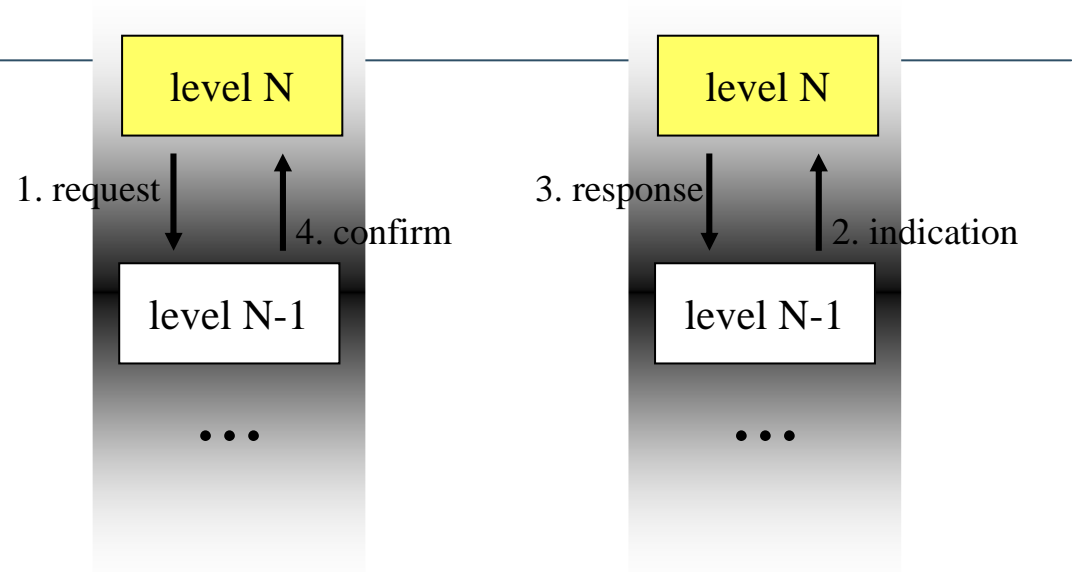 level N
level N
1. request
3. response
4. confirm
2. indication
level N-1
level N-1
...
...